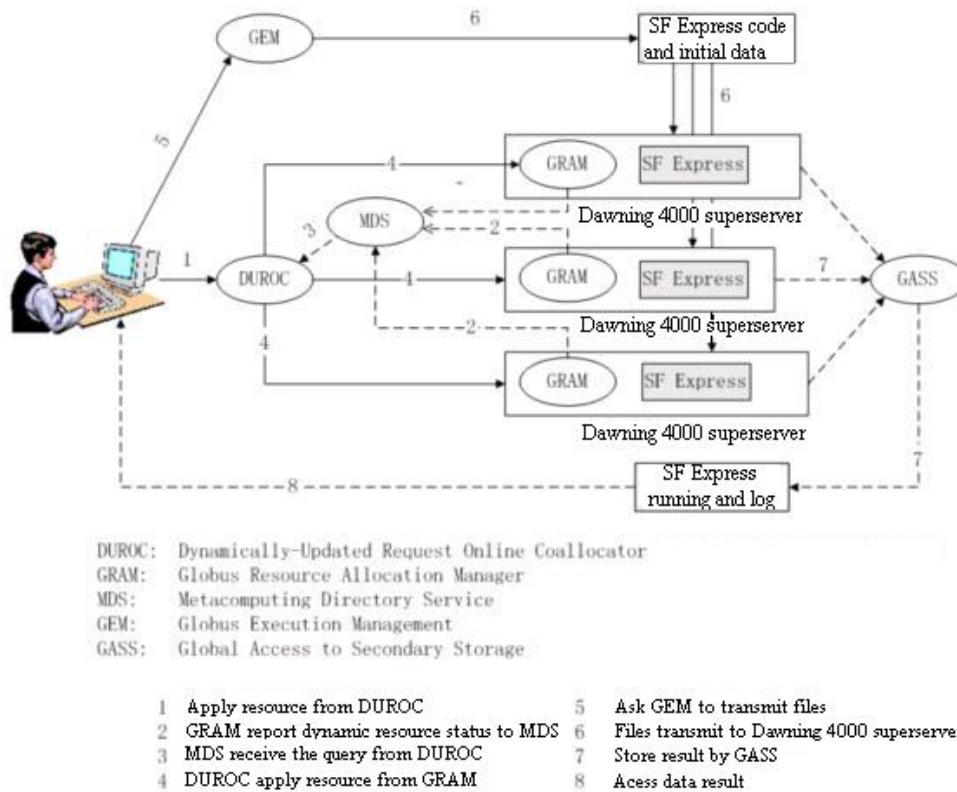 6
GEM
SF Express code
and initial data
6
5
4
GRAM
SF Express
Dawning 4000 superserver
MDS
2
3
1
DUROC
4
GRAM
SF Express
7
GASS
Dawning 4000 superserver
2
4
GRAM
SF Express
Dawning 4000 superserver
SF Express
running and log
7
8
DUROC: Dynamically-Updated Request Online Coallocator
GRAM: Globus Resource Allocation Manager
MDS: Metacomputing Directory Service
GEM: Globus Execution Management
GASS: Global Access to Secondary Storage
1 Apply resource from DUROC
2 GRAM report dynamic resource status to MDS
3 MDS receive the query from DUROC
4 DUROC apply resource from GRAM
5 Ask GEM to transmit files
6 Files transmit to Dawning 4000 superserve
7 Store result by GASS
8 Acess data result